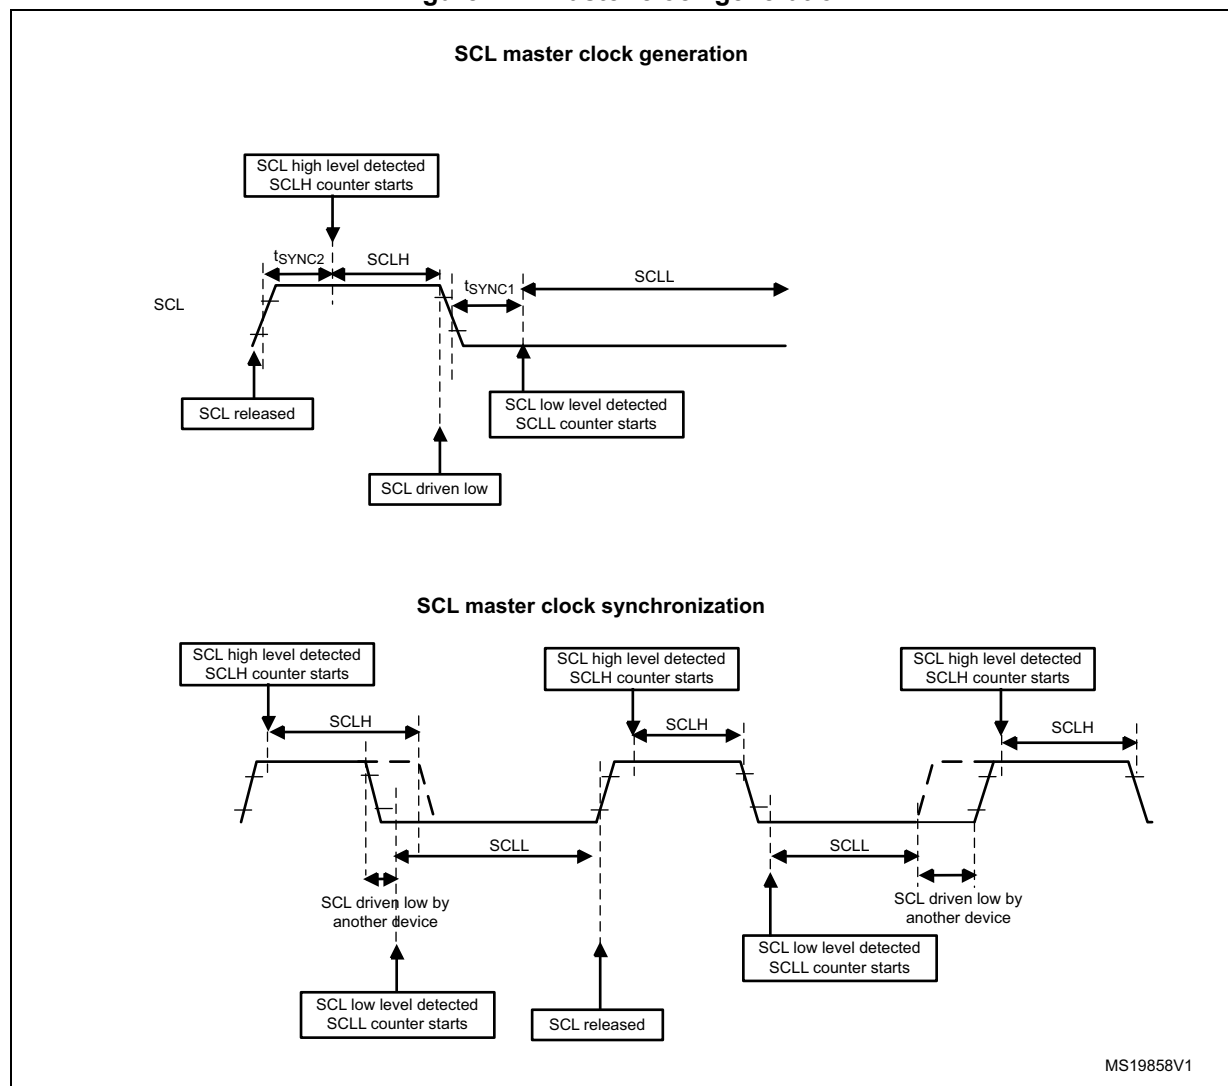 SCL master clock generation
SCL high level detected
SCLH counter starts
tSYNC2
SCLH
tSYNC1
SCLL
SCL
SCL released
SCL low level detected
SCLL counter starts
SCL driven low
SCL master clock synchronization
SCL high level detected
SCLH counter starts
SCL high level detected
SCLH counter starts
SCL high level detected
SCLH counter starts
SCLH
SCLH
SCLH
SCLL
SCLL
SCL driven low by
another device
SCL driven low by
another device
SCL low level detected
SCLL counter starts
SCL low level detected
SCLL counter starts
SCL released
MS19858V1